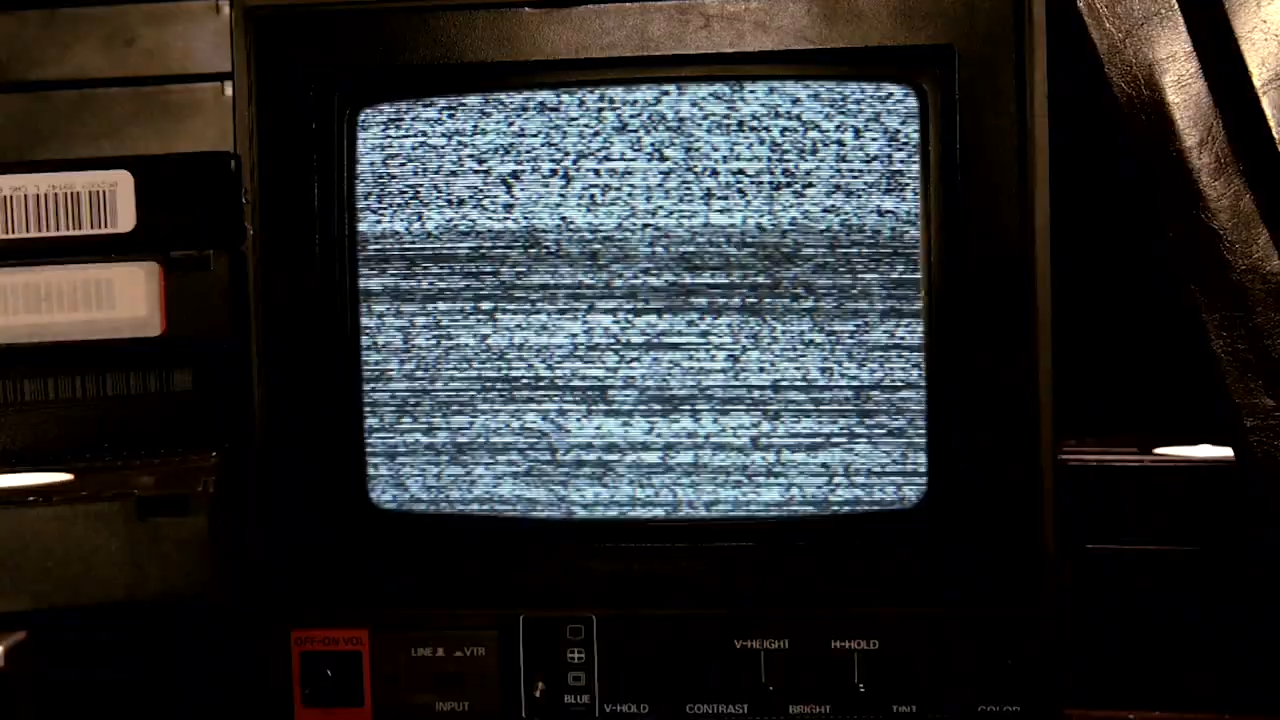 OFF-ON-VOL
LINE VTR
INPUT
BLUE
V-HOLD
CONTRAST
V-HEIGHT
H-HOLD
BRIGHT
TINT
COLOR